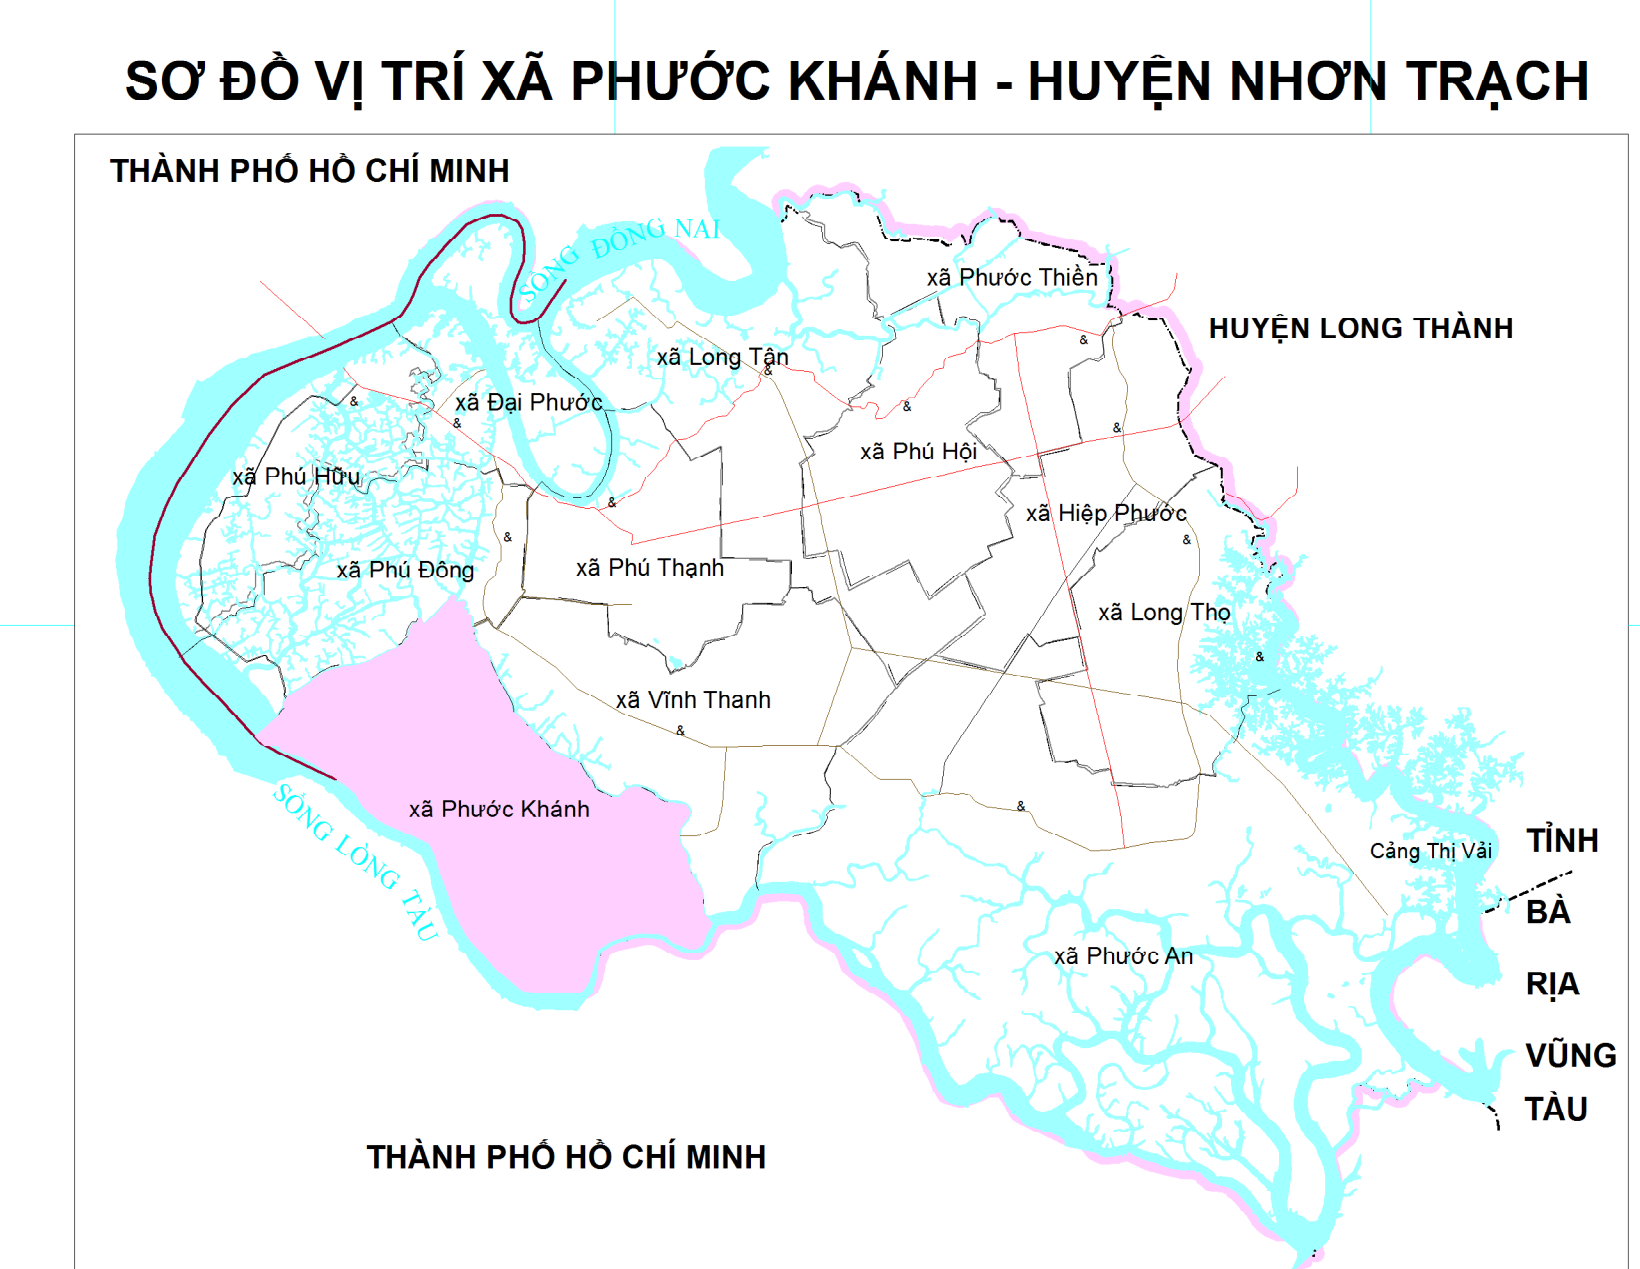 SƠ ĐỒ VỊ TRÍ XÃ PHƯỚC KHÁNH - HUYỆN NHƠN TRẠCH
THÀNH PHỐ HỒ CHÍ MINH
SÔNG ĐỒNG NAI
xã Phước Thiền
HUYỆN LONG THÀNH
&
xã Long Tân
&
&
xã Đại Phước
&
&
&
xã Phú Hội
xã Phú Hữu
&
xã Hiệp Phước
&
&
xã Phú Đông
xã Phú Thạnh
xã Long Thọ
&
xã Vĩnh Thanh
&
xã Phước Khánh
&
SÔNG LÒNG TÀU
Cảng Thị Vải
TỈNH
BÀ
RỊA
VŨNG
TÀU
xã Phước An
THÀNH PHỐ HỒ CHÍ MINH